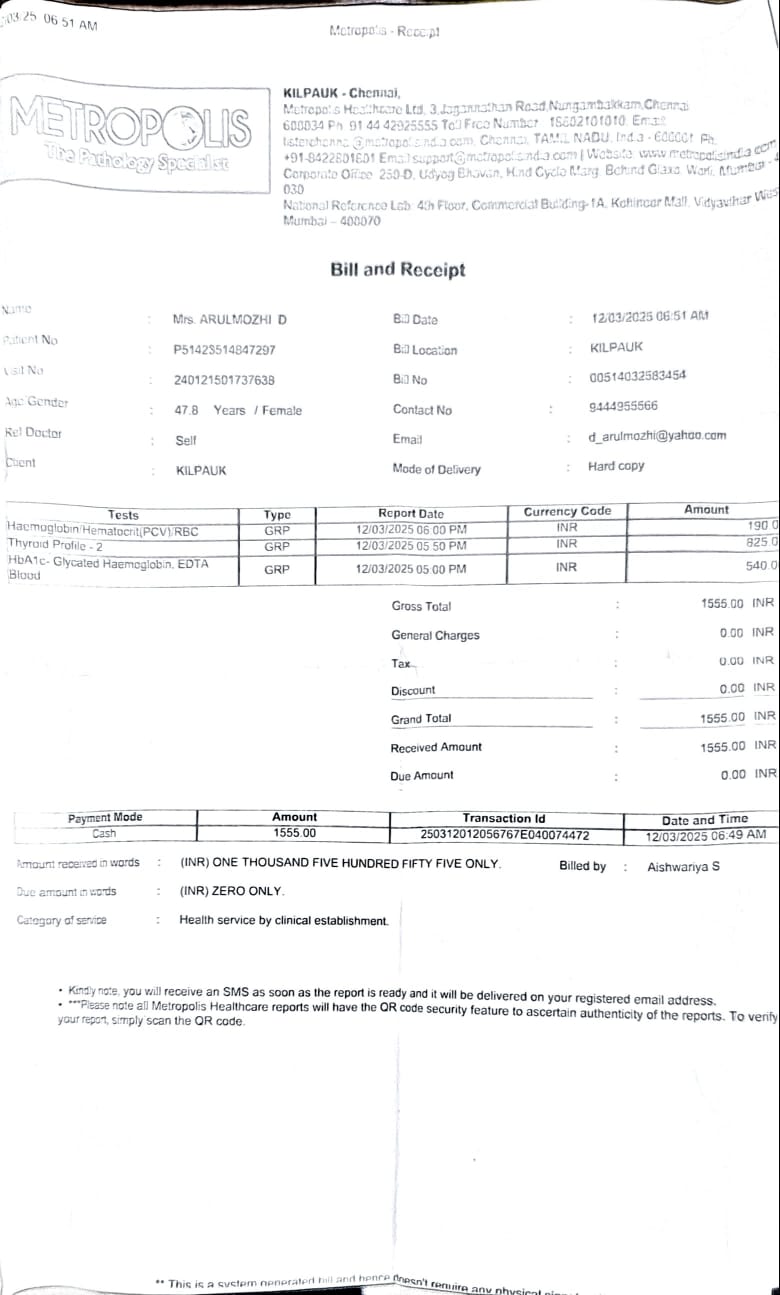 03.25 06 51 AM
Metropolis - Receipt
METROPOLIS
The Pathology Specialist
KILPAUK - Chennai,
Metropolis Healthcare Ltd, 3, Jagannathan Road, Nungambakkam, Chennai
600034 Ph 91 44 42925555 Toll Free Number 18602101010. Email
Chennai, TAMIL NADU, India - 600001 Ph.
+91-8422801801 Email support@metropolisindia.com | Website. www.metropolisindia.com
Corporate Office 250-D, Udyog Bhavan, Hind Cycle Marg, Behind Glaxo, Worli, Mumbai -
030
National Reference Lab: 4th Floor, Commercial Building-1A, Kohinoor Mall, Vidyavihar Wes
Mumbai - 400070
Bill and Receipt
Name : Mrs. ARULMOZHI D Bill Date : 12/03/2025 06:51 AM
Patient No : P51423514847297 Bill Location : KILPAUK
Visit No : 240121501737638 Bill No : 00514032583454
Age/Gender : 47.8 Years / Female Contact No : 9444955566
Ref Doctor : Self Email : d_arulmozhi@yahoo.com
Client : KILPAUK Mode of Delivery : Hard copy
Tests Type Report Date Currency Code Amount
Haemoglobin/Hematocrit(PCV)/RBC GRP 12/03/2025 06:00 PM INR 190.0
Thyroid Profile - 2 GRP 12/03/2025 05:50 PM INR 825.0
HbA1c- Glycated Haemoglobin, EDTA GRP 12/03/2025 05:00 PM INR 540.0
Blood
Gross Total : 1555.00 INR
General Charges : 0.00 INR
Tax : 0.00 INR
Discount : 0.00 INR
Grand Total : 1555.00 INR
Received Amount : 1555.00 INR
Due Amount : 0.00 INR
Payment Mode Amount Transaction Id Date and Time
Cash 1555.00 250312012056767E040074472 12/03/2025 06:49 AM
Amount received in words : (INR) ONE THOUSAND FIVE HUNDRED FIFTY FIVE ONLY. Billed by : Aishwariya S
Due amount in words : (INR) ZERO ONLY.
Category of service : Health service by clinical establishment.
• Kindly note, you will receive an SMS as soon as the report is ready and it will be delivered on your registered email address.
• ***Please note all Metropolis Healthcare reports will have the QR code security feature to ascertain authenticity of the reports. To verify
your report, simply scan the QR code.
** This is a system generated bill and hence doesn't require any physical